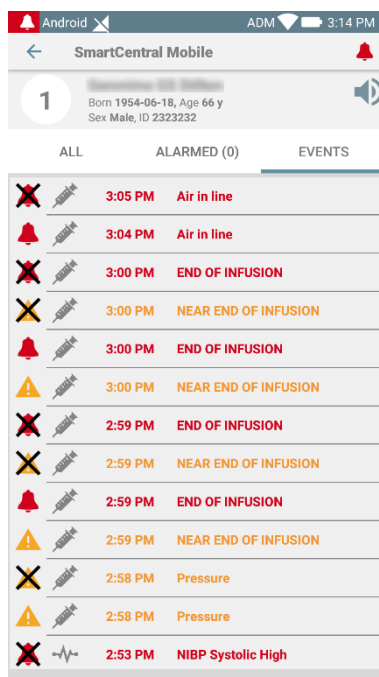 Android ADM 3:14 PM
SmartCentral Mobile
1
Born 1954-06-18, Age 66 y
Sex Male, ID 2323232
ALL ALARMED (0) EVENTS
3:05 PM Air in line
3:04 PM Air in line
3:00 PM END OF INFUSION
3:00 PM NEAR END OF INFUSION
3:00 PM END OF INFUSION
3:00 PM NEAR END OF INFUSION
2:59 PM END OF INFUSION
2:59 PM NEAR END OF INFUSION
2:59 PM END OF INFUSION
2:59 PM NEAR END OF INFUSION
2:58 PM Pressure
2:58 PM Pressure
2:53 PM NIBP Systolic High